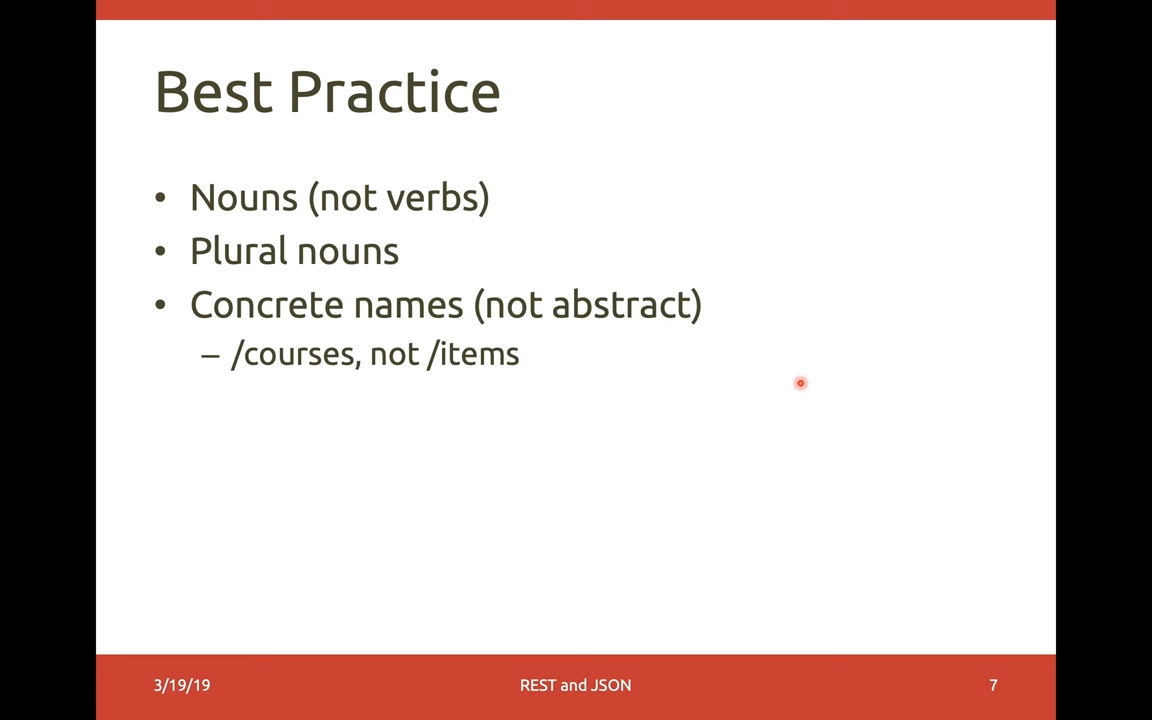 Best Practice
• Nouns (not verbs)
• Plural nouns
• Concrete names (not abstract)
– /courses, not /items
3/19/19 REST and JSON 7